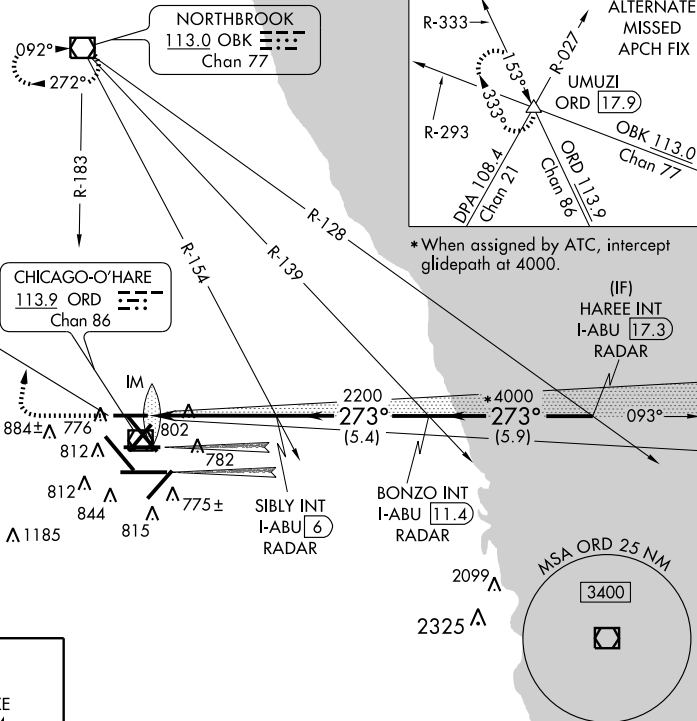 NORTHBROOK
113.0 OBK
Chan 77
092°
272°
R-183
R-154
R-139
R-128
CHICAGO-O'HARE
113.9 ORD
Chan 86
R-333
R-027
153°
333°
R-293
ALTERNATE
MISSED
APCH FIX
UMUZI
ORD 17.9
OBK 113.0
Chan 77
ORD 113.9
Chan 86
DPA 108.4
Chan 21
*When assigned by ATC, intercept
glidepath at 4000.
(IF)
HAREE INT
I-ABU 17.3
RADAR
IM
2200
*4000
273°
273°
093°
(5.4)
(5.9)
884±
776
802
812
782
812
844
815
775±
1185
SIBLY INT
I-ABU 6
RADAR
BONZO INT
I-ABU 11.4
RADAR
2099
2325
MSA ORD 25 NM
3400